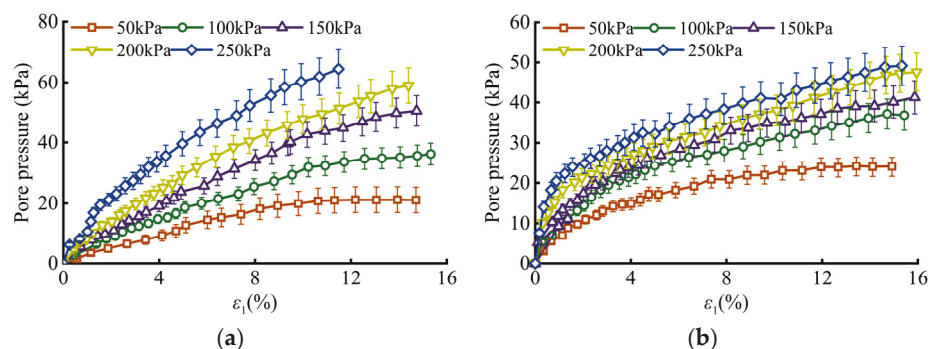 50kPa 100kPa 150kPa
200kPa 250kPa
Pore pressure (kPa)
80
60
40
20
0
0 4 8 12 16
ε1(%)
(a)
50kPa 100kPa 150kPa
200kPa 250kPa
Pore pressure (kPa)
60
50
40
30
20
10
0
0 4 8 12 16
ε1(%)
(b)